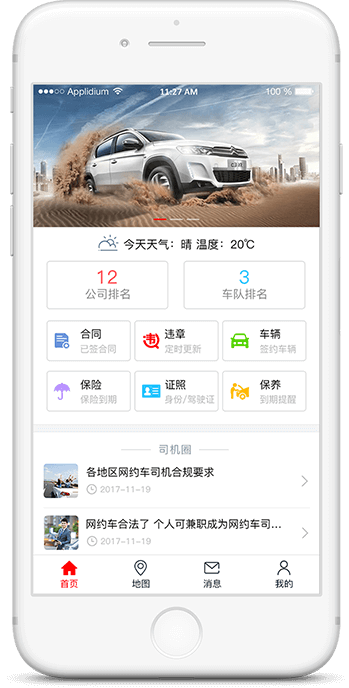 Applidium 11:27 AM 100 %
今天天气：晴 温度：20℃
12 3
公司排名 车队排名
合同 违章 车辆
已签合同 定时更新 签约车辆
保险 证照 保养
保险到期 身份/驾驶证 到期提醒
司机圈
各地区网约车司机合规要求
2017-11-19
网约车合法了 个人可兼职成为网约车司...
2017-11-19
首页 地图 消息 我的